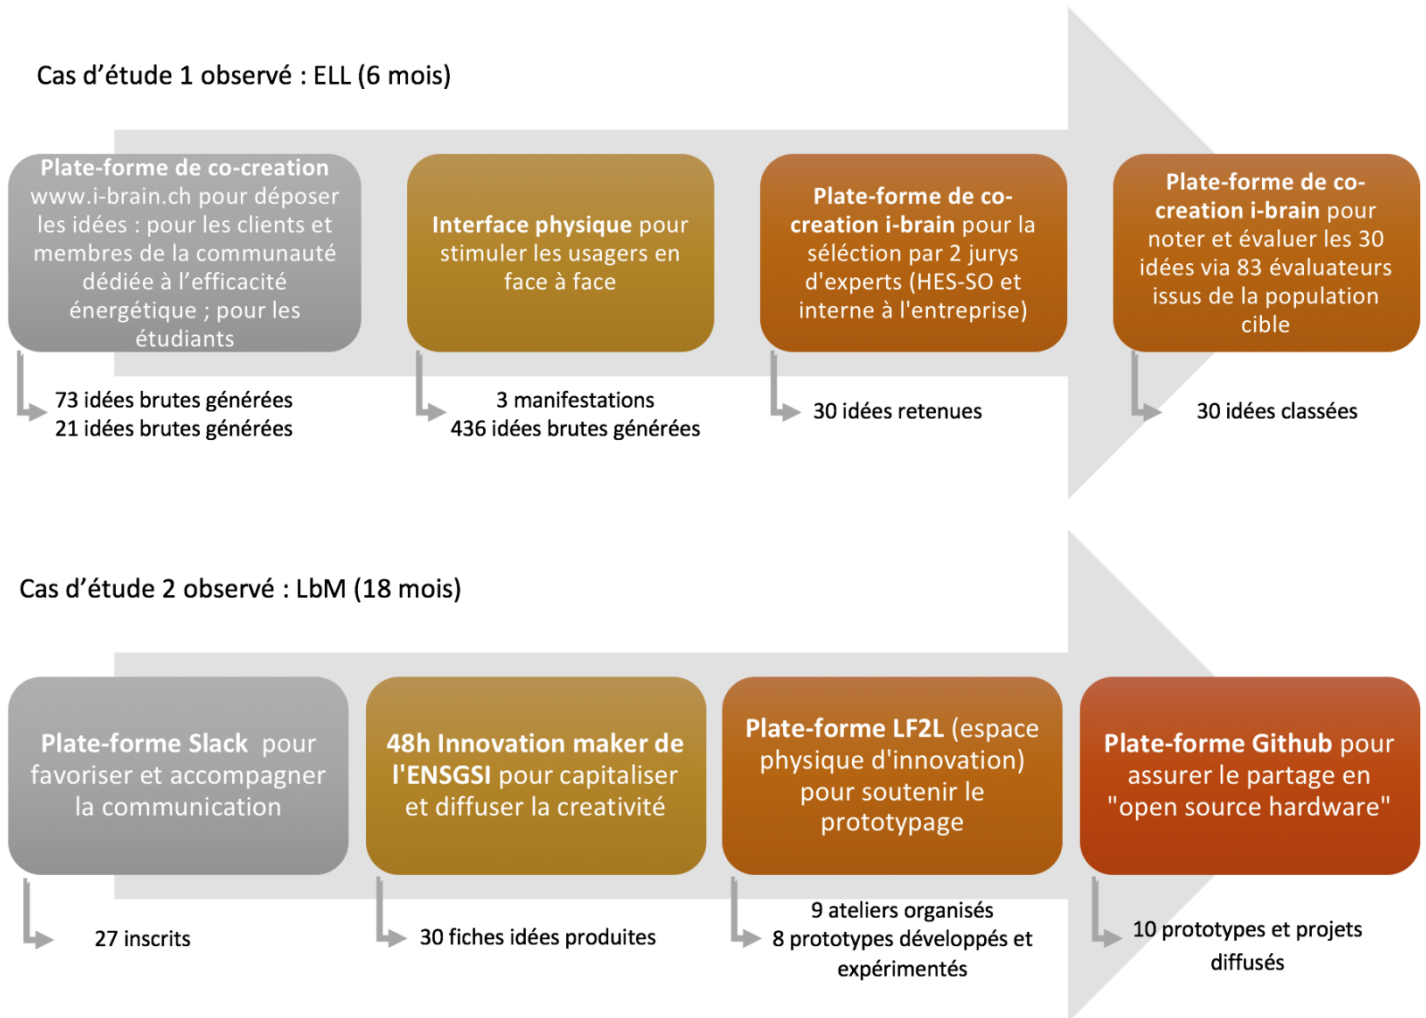 Cas d'étude 1 observé : ELL (6 mois)
Plate-forme de co-creation
www.i-brain.ch pour déposer
les idées : pour les clients et
membres de la communauté
dédiée à l'efficacité
énergétique ; pour les
étudiants
Interface physique pour
stimuler les usagers en
face à face
Plate-forme de co-
creation i-brain pour la
séléction par 2 jurys
d'experts (HES-SO et
interne à l'entreprise)
Plate-forme de co-
creation i-brain pour
noter et évaluer les 30
idées via 83 évaluateurs
issus de la population
cible
73 idées brutes générées
21 idées brutes générées
3 manifestations
436 idées brutes générées
30 idées retenues
30 idées classées
Cas d'étude 2 observé : LbM (18 mois)
Plate-forme Slack pour
favoriser et accompagner
la communication
48h Innovation maker de
l'ENSGSI pour capitaliser
et diffuser la creativité
Plate-forme LF2L (espace
physique d'innovation)
pour soutenir le
prototypage
Plate-forme Github pour
assurer le partage en
"open source hardware"
27 inscrits
30 fiches idées produites
9 ateliers organisés
8 prototypes développés et
expérimentés
10 prototypes et projets
diffusés